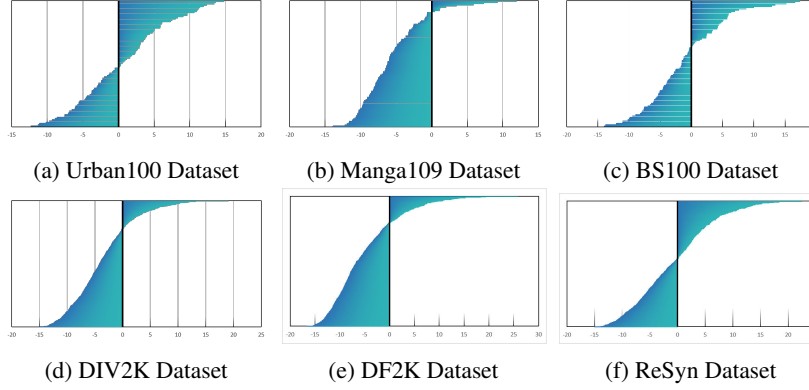 -15 -10 -5 0 5 10 15 20
-15 -10 -5 0 5 10 15
-20 -15 -10 -5 0 5 10 15
(a) Urban100 Dataset
(b) Manga109 Dataset
(c) BS100 Dataset
-20 -15 -10 -5 0 5 10 15 20 25
-20 -15 -10 -5 0 5 10 15 20 25 30
-20 -15 -10 -5 0 5 10 15 20
(d) DIV2K Dataset
(e) DF2K Dataset
(f) ReSyn Dataset